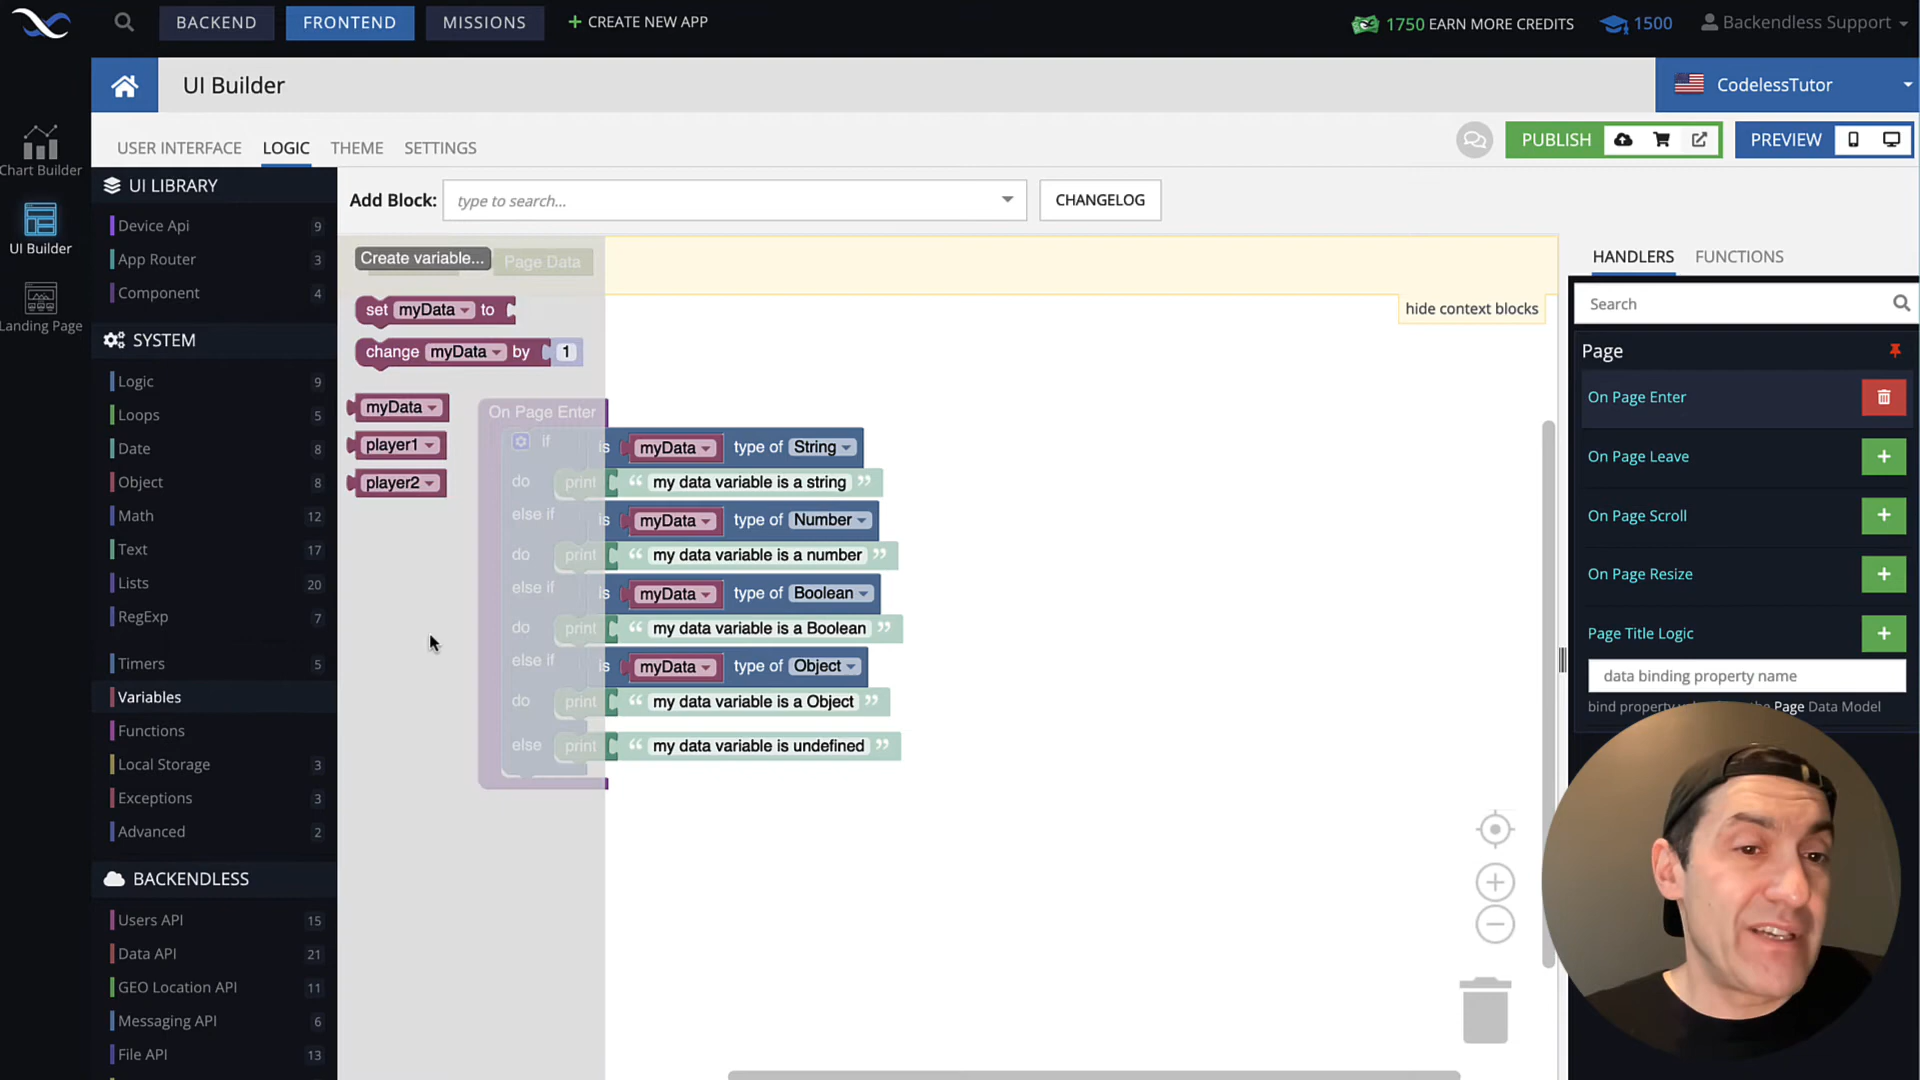 BACKEND
FRONTEND
MISSIONS
+ CREATE NEW APP
1750 EARN MORE CREDITS
1500
Backendless Support
UI Builder
CodelessTutor
USER INTERFACE
LOGIC
THEME
SETTINGS
PUBLISH
PREVIEW
Chart Builder
UI Builder
Landing Page
UI LIBRARY
Device Api 9
App Router 3
Component 4
SYSTEM
Logic 9
Loops 5
Date 8
Object 8
Math 12
Text 17
Lists 20
RegExp 7
Timers 5
Variables
Functions
Local Storage 3
Exceptions 3
Advanced 2
BACKENDLESS
Users API 15
Data API 21
GEO Location API 11
Messaging API 6
File API 13
Add Block:
type to search...
CHANGELOG
Create variable...
Page Data
hide context blocks
set myData to
change myData by 1
myData
player1
player2
On Page Enter
if is myData type of String
do print “ my data variable is a string ”
else if is myData type of Number
do print “ my data variable is a number ”
else if is myData type of Boolean
do print “ my data variable is a Boolean ”
else if is myData type of Object
do print “ my data variable is a Object ”
else print “ my data variable is undefined ”
HANDLERS
FUNCTIONS
Search
Page
On Page Enter
On Page Leave
On Page Scroll
On Page Resize
Page Title Logic
data binding property name
bind property
Page Data Model